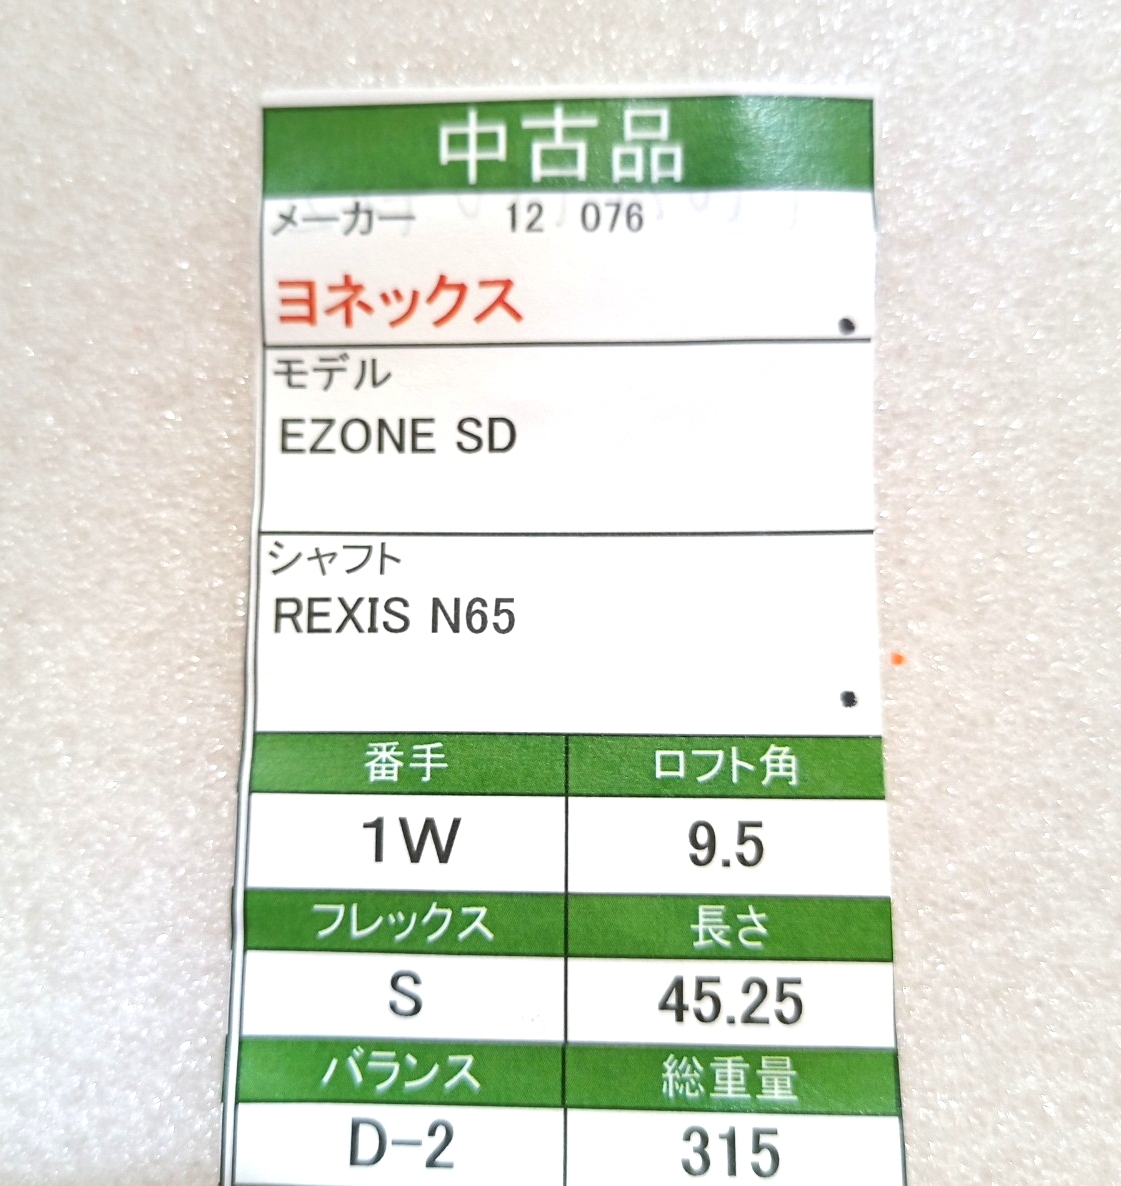 中古品
メーカー 12 076
ヨネックス
モデル
EZONE SD
シャフト
REXIS N65
番手 ロフト角
1W 9.5
フレックス 長さ
S 45.25
バランス 総重量
D-2 315